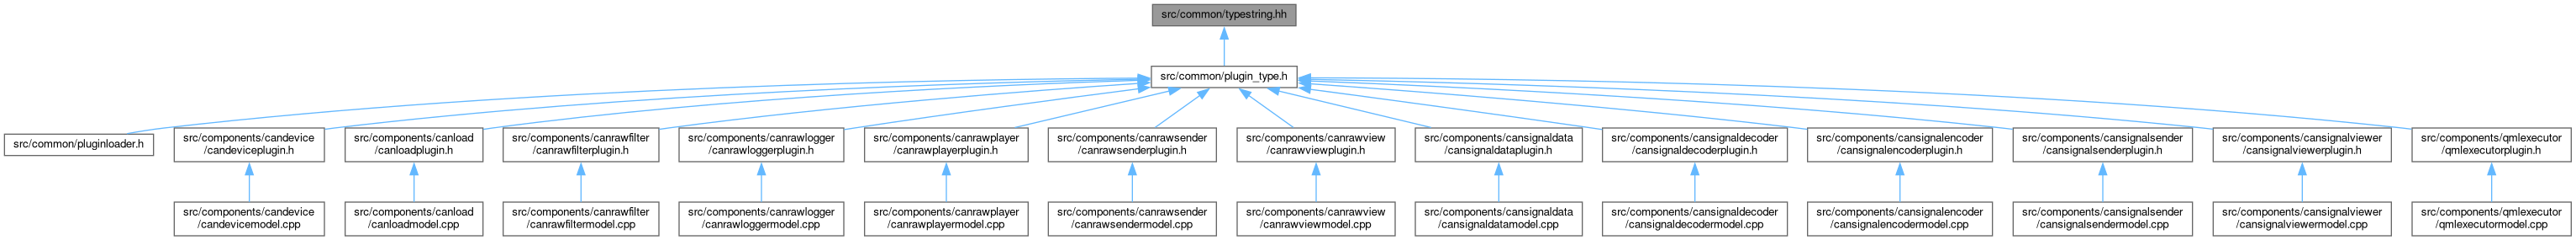 src/common/typestring.hh
src/common/plugin_type.h
src/common/pluginloader.h
src/components/candevice
/candeviceplugin.h
src/components/canload
/canloadplugin.h
src/components/canrawfilter
/canrawfilterplugin.h
src/components/canrawlogger
/canrawloggerplugin.h
src/components/canrawplayer
/canrawplayerplugin.h
src/components/canrawsender
/canrawsenderplugin.h
src/components/canrawview
/canrawviewplugin.h
src/components/cansignaldata
/cansignaldataplugin.h
src/components/cansignaldecoder
/cansignaldecoderplugin.h
src/components/cansignalencoder
/cansignalencoderplugin.h
src/components/cansignalsender
/cansignalsenderplugin.h
src/components/cansignalviewer
/cansignalviewerplugin.h
src/components/qmlexecutor
/qmlexecutorplugin.h
src/components/candevice
/candevicemodel.cpp
src/components/canload
/canloadmodel.cpp
src/components/canrawfilter
/canrawfiltermodel.cpp
src/components/canrawlogger
/canrawloggermodel.cpp
src/components/canrawplayer
/canrawplayermodel.cpp
src/components/canrawsender
/canrawsendermodel.cpp
src/components/canrawview
/canrawviewmodel.cpp
src/components/cansignaldata
/cansignaldatamodel.cpp
src/components/cansignaldecoder
/cansignaldecodermodel.cpp
src/components/cansignalencoder
/cansignalencodermodel.cpp
src/components/cansignalsender
/cansignalsendermodel.cpp
src/components/cansignalviewer
/cansignalviewermodel.cpp
src/components/qmlexecutor
/qmlexecutormodel.cpp